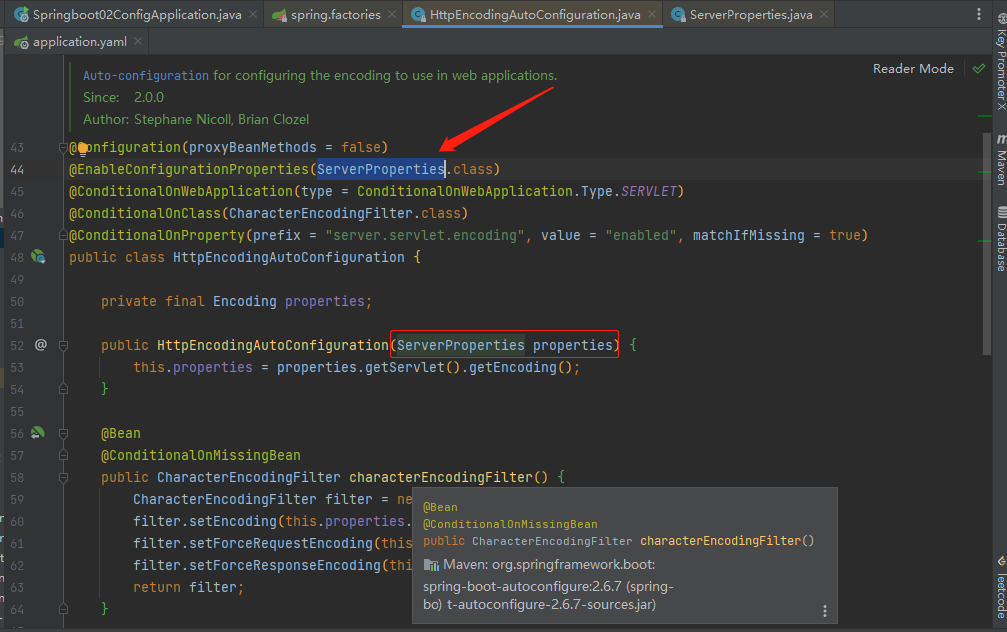 Springboot02ConfigApplication.java
spring.factories
HttpEncodingAutoConfiguration.java
ServerProperties.java
application.yaml
Reader Mode
Auto-configuration for configuring the encoding to use in web applications.
Since: 2.0.0
Author: Stephane Nicoll, Brian Clozel
43 @Configuration(proxyBeanMethods = false)
44 @EnableConfigurationProperties(ServerProperties.class)
45 @ConditionalOnWebApplication(type = ConditionalOnWebApplication.Type.SERVLET)
46 @ConditionalOnClass(CharacterEncodingFilter.class)
47 @ConditionalOnProperty(prefix = "server.servlet.encoding", value = "enabled", matchIfMissing = true)
48 public class HttpEncodingAutoConfiguration {
49
50 private final Encoding properties;
51
52 @ public HttpEncodingAutoConfiguration(ServerProperties properties) {
53 this.properties = properties.getServlet().getEncoding();
54 }
55
56 @Bean
57 @ConditionalOnMissingBean
58 public CharacterEncodingFilter characterEncodingFilter() {
59 CharacterEncodingFilter filter = ne
60 filter.setEncoding(this.properties.
61 filter.setForceRequestEncoding(this
62 filter.setForceResponseEncoding(thi
63 return filter;
64 }
@Bean
@ConditionalOnMissingBean
public CharacterEncodingFilter characterEncodingFilter()
Maven: org.springframework.boot:
spring-boot-autoconfigure:2.6.7 (spring-
bo) t-autoconfigure-2.6.7-sources.jar)
Key Promoter X
Maven
Database
leetcode